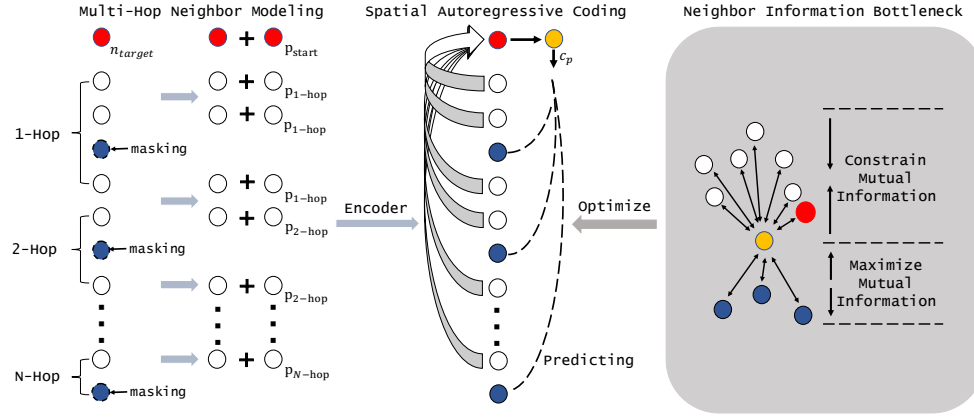 Multi-Hop Neighbor Modeling
n_target
p_start
1-Hop
p_1-hop
p_1-hop
masking
p_1-hop
2-Hop
p_2-hop
masking
p_2-hop
N-Hop
p_N-hop
masking
+
+
+
+
+
+
+
Encoder
Spatial Autoregressive Coding
c_p
Predicting
Optimize
Neighbor Information Bottleneck
Constrain
Mutual
Information
Maximize
Mutual
Information